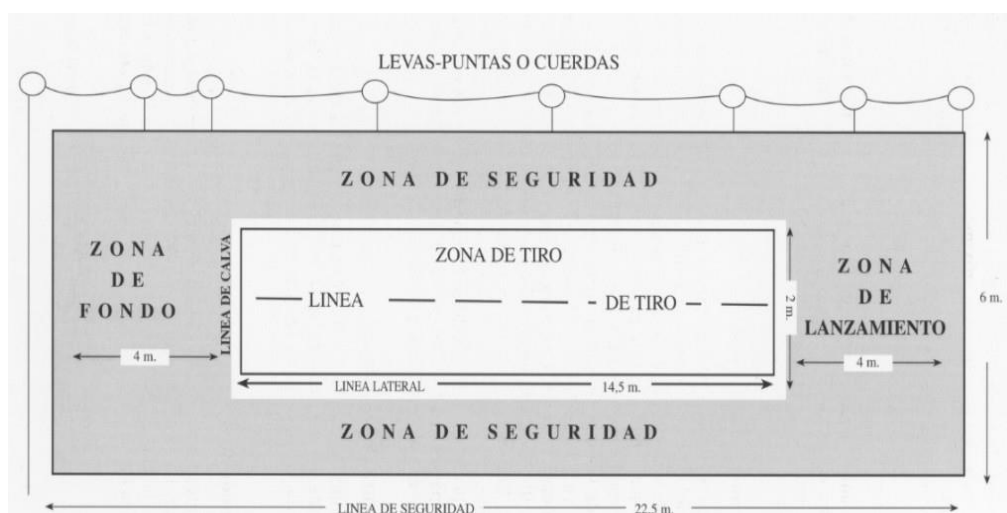 LEVAS-PUNTAS O CUERDAS
ZONA DE SEGURIDAD
ZONA
DE
FONDO
4 m.
LINEA DE CALVA
ZONA DE TIRO
LINEA DE TIRO
LINEA LATERAL 14,5 m.
2 m.
ZONA
DE
LANZAMIENTO
4 m.
6 m.
ZONA DE SEGURIDAD
LINEA DE SEGURIDAD 22,5 m.